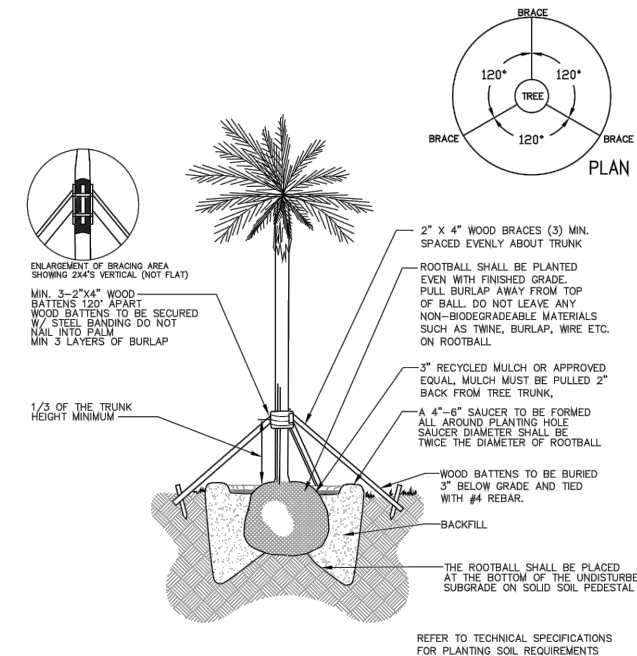 BRACE
120°
120°
TREE
BRACE
120°
BRACE
PLAN
ENLARGEMENT OF BRACING AREA
SHOWING 2X4'S VERTICAL (NOT FLAT)
MIN. 3-2"X4" WOOD
BATTENS 120° APART
WOOD BATTENS TO BE SECURED
W/ STEEL BANDING DO NOT
NAIL INTO PALM
MIN 3 LAYERS OF BURLAP
1/3 OF THE TRUNK
HEIGHT MINIMUM
2" X 4" WOOD BRACES (3) MIN.
SPACED EVENLY ABOUT TRUNK
ROOTBALL SHALL BE PLANTED
EVEN WITH FINISHED GRADE.
PULL BURLAP AWAY FROM TOP
OF BALL. DO NOT LEAVE ANY
NON-BIODEGRADEABLE MATERIALS
SUCH AS TWINE, BURLAP, WIRE ETC.
ON ROOTBALL
3" RECYCLED MULCH OR APPROVED
EQUAL, MULCH MUST BE PULLED 2"
BACK FROM TREE TRUNK,
A 4"-6" SAUCER TO BE FORMED
ALL AROUND PLANTING HOLE
SAUCER DIAMETER SHALL BE
TWICE THE DIAMETER OF ROOTBALL
WOOD BATTENS TO BE BURIED
3" BELOW GRADE AND TIED
WITH #4 REBAR.
BACKFILL
THE ROOTBALL SHALL BE PLACED
AT THE BOTTOM OF THE UNDISTURBE
SUBGRADE ON SOLID SOIL PEDESTAL
REFER TO TECHNICAL SPECIFICATIONS
FOR PLANTING SOIL REQUIREMENTS